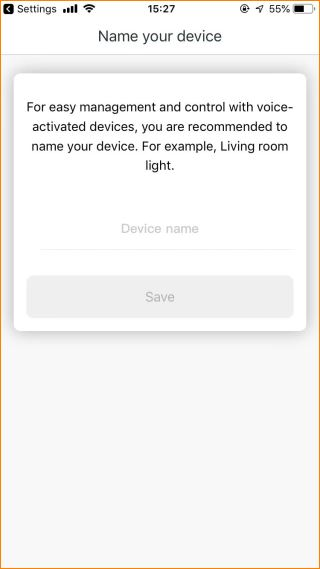 Settings 15:27 55%
Name your device
For easy management and control with voice-
activated devices, you are recommended to
name your device. For example, Living room
light.
Device name
Save